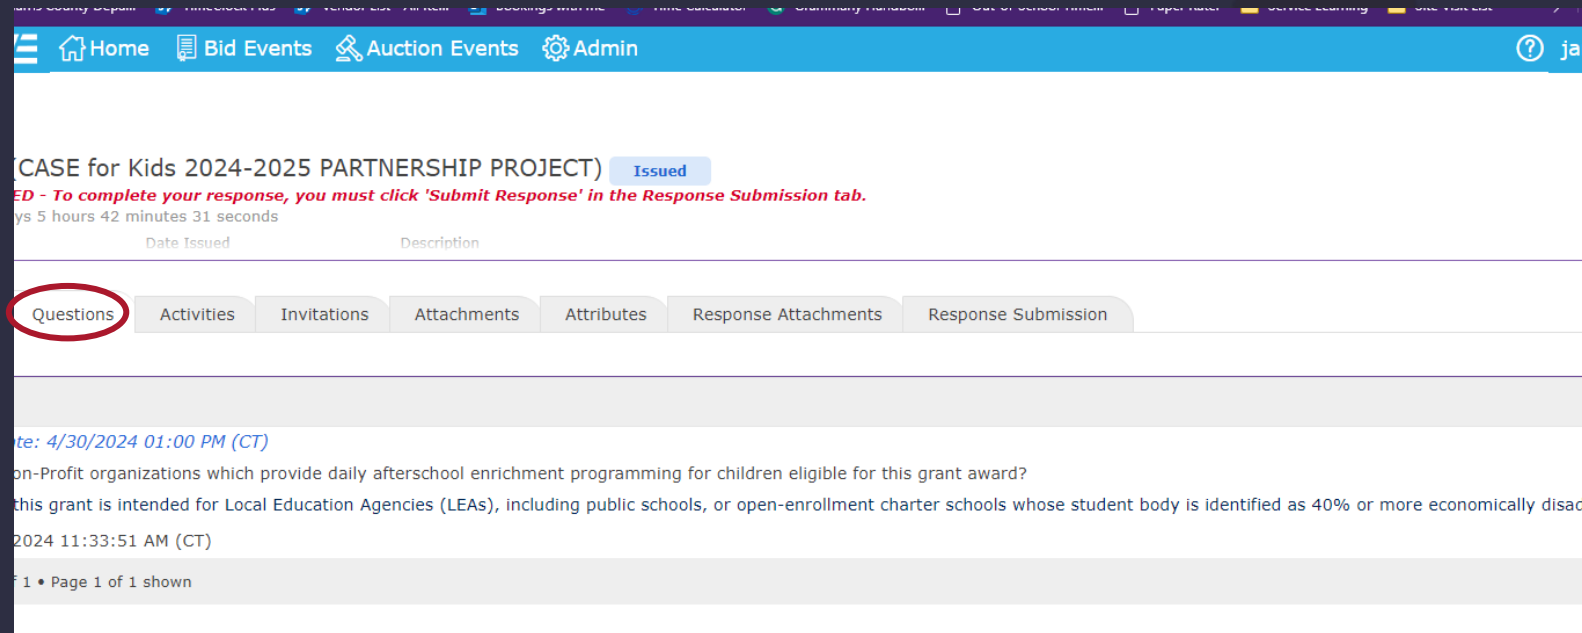 Home Bid Events Auction Events Admin ? ja
(CASE for Kids 2024-2025 PARTNERSHIP PROJECT) Issued
ED - To complete your response, you must click 'Submit Response' in the Response Submission tab.
ys 5 hours 42 minutes 31 seconds
Date Issued Description
Questions Activities Invitations Attachments Attributes Response Attachments Response Submission
te: 4/30/2024 01:00 PM (CT)
on-Profit organizations which provide daily afterschool enrichment programming for children eligible for this grant award?
this grant is intended for Local Education Agencies (LEAs), including public schools, or open-enrollment charter schools whose student body is identified as 40% or more economically disad
2024 11:33:51 AM (CT)
f 1 • Page 1 of 1 shown